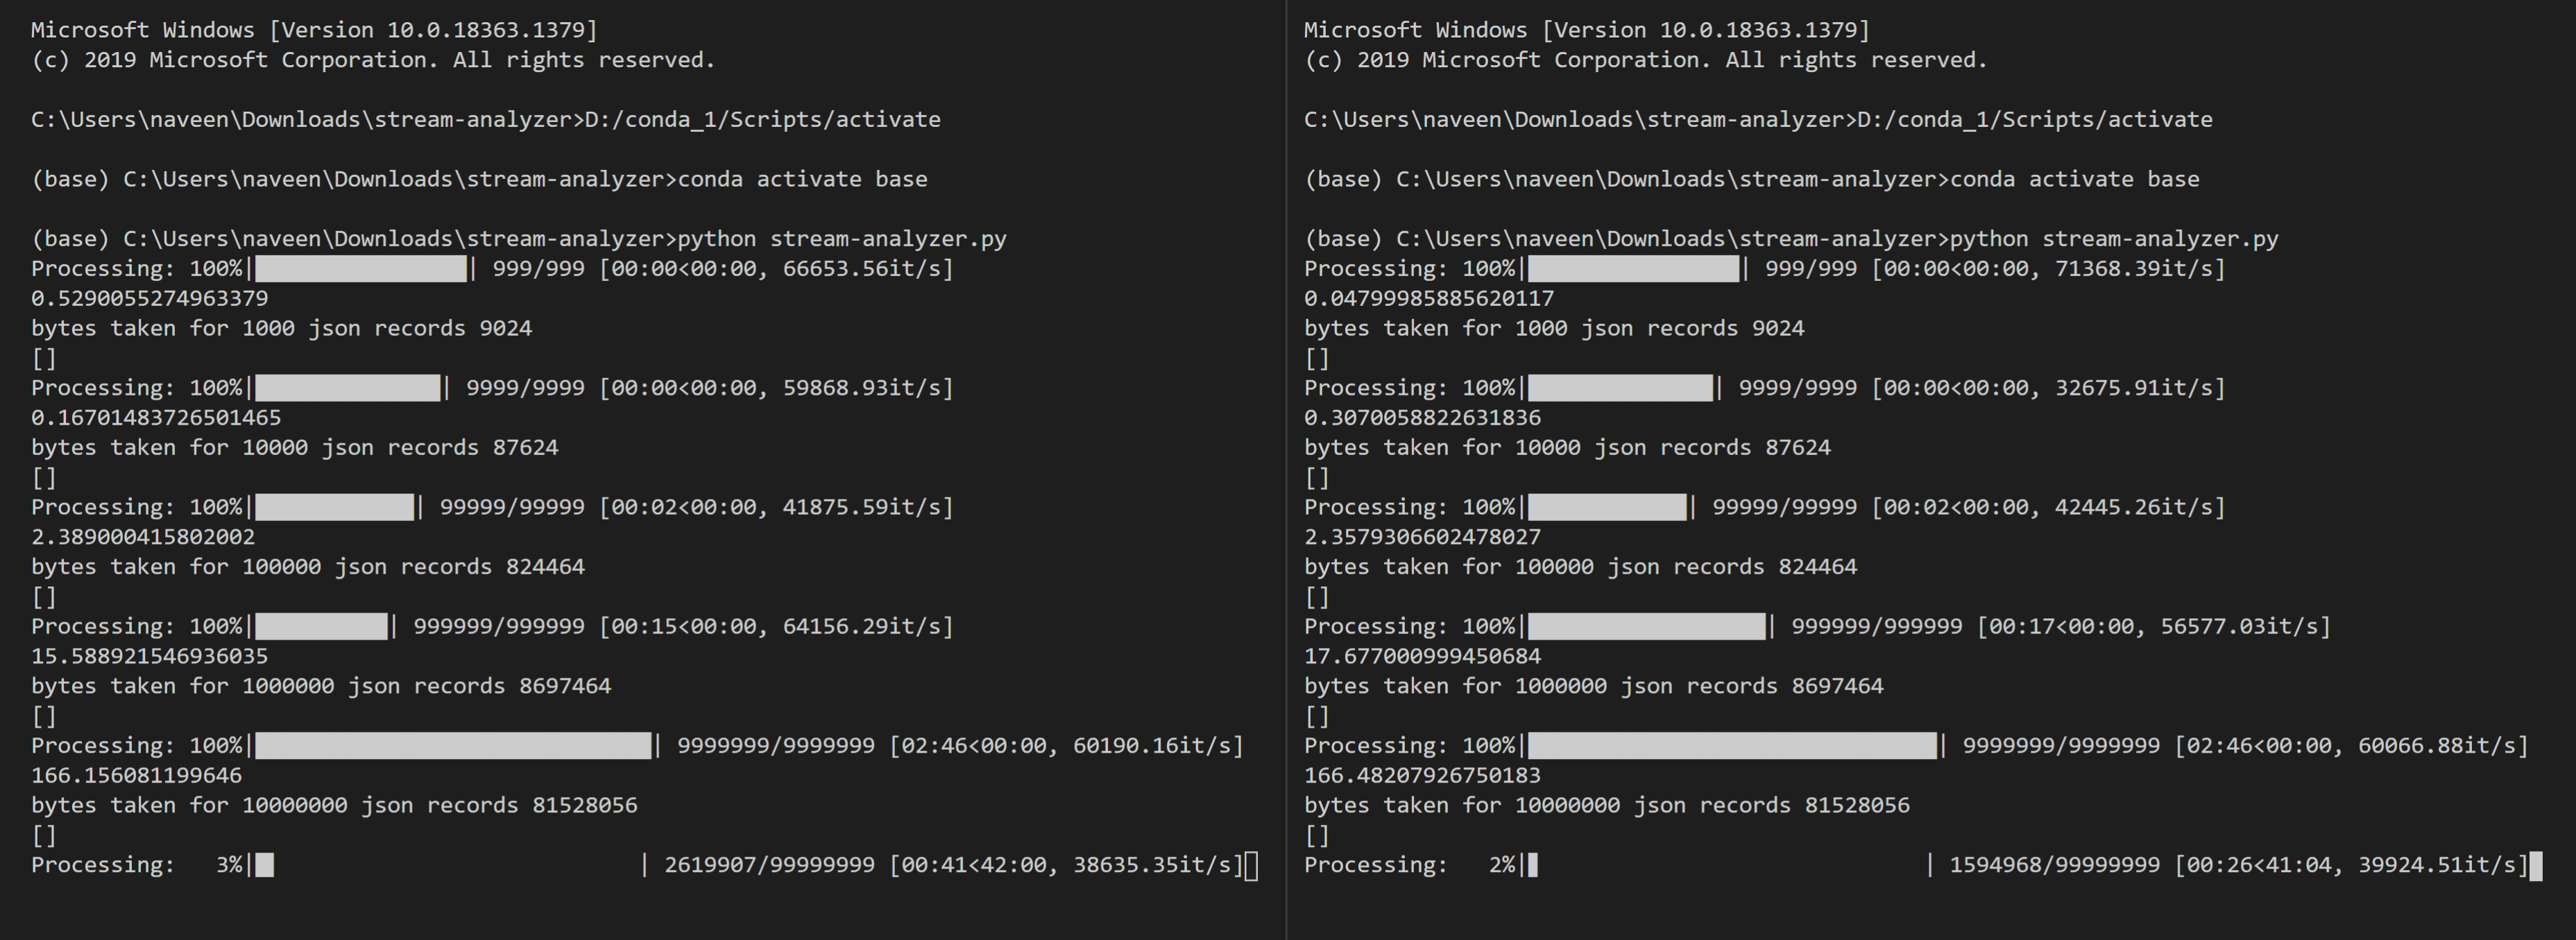 Microsoft Windows [Version 10.0.18363.1379]
(c) 2019 Microsoft Corporation. All rights reserved.
C:\Users\naveen\Downloads\stream-analyzer>D:/conda_1/Scripts/activate
(base) C:\Users\naveen\Downloads\stream-analyzer>conda activate base
(base) C:\Users\naveen\Downloads\stream-analyzer>python stream-analyzer.py
Processing: 100%|████████████████| 999/999 [00:00<00:00, 66653.56it/s]
0.5290055274963379
bytes taken for 1000 json records 9024
[]
Processing: 100%|██████████████| 9999/9999 [00:00<00:00, 59868.93it/s]
0.16701483726501465
bytes taken for 10000 json records 87624
[]
Processing: 100%|████████████| 99999/99999 [00:02<00:00, 41875.59it/s]
2.389000415802002
bytes taken for 100000 json records 824464
[]
Processing: 100%|██████████| 999999/999999 [00:15<00:00, 64156.29it/s]
15.588921546936035
bytes taken for 1000000 json records 8697464
[]
Processing: 100%|██████████████████████████████| 9999999/9999999 [02:46<00:00, 60190.16it/s]
166.156081199646
bytes taken for 10000000 json records 81528056
[]
Processing:   3%|█                            | 2619907/99999999 [00:41<42:00, 38635.35it/s]
Microsoft Windows [Version 10.0.18363.1379]
(c) 2019 Microsoft Corporation. All rights reserved.
C:\Users\naveen\Downloads\stream-analyzer>D:/conda_1/Scripts/activate
(base) C:\Users\naveen\Downloads\stream-analyzer>conda activate base
(base) C:\Users\naveen\Downloads\stream-analyzer>python stream-analyzer.py
Processing: 100%|████████████████| 999/999 [00:00<00:00, 71368.39it/s]
0.04799985885620117
bytes taken for 1000 json records 9024
[]
Processing: 100%|██████████████| 9999/9999 [00:00<00:00, 32675.91it/s]
0.3070058822631836
bytes taken for 10000 json records 87624
[]
Processing: 100%|████████████| 99999/99999 [00:02<00:00, 42445.26it/s]
2.3579306602478027
bytes taken for 100000 json records 824464
[]
Processing: 100%|██████████████████| 999999/999999 [00:17<00:00, 56577.03it/s]
17.677000999450684
bytes taken for 1000000 json records 8697464
[]
Processing: 100%|███████████████████████████████| 9999999/9999999 [02:46<00:00, 60066.88it/s]
166.48207926750183
bytes taken for 10000000 json records 81528056
[]
Processing:   2%|▋                             | 1594968/99999999 [00:26<41:04, 39924.51it/s]